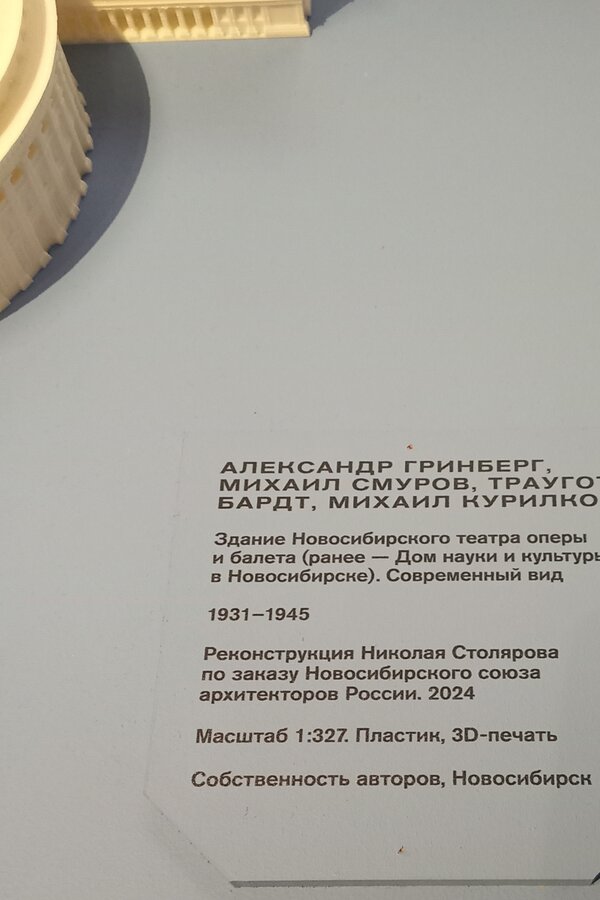 АЛЕКСАНДР ГРИНБЕРГ,
МИХАИЛ СМУРОВ, ТРАУГОТ
БАРДТ, МИХАИЛ КУРИЛКО
Здание Новосибирского театра оперы
и балета (ранее — Дом науки и культуры
в Новосибирске). Современный вид
1931–1945
Реконструкция Николая Столярова
по заказу Новосибирского союза
архитекторов России. 2024
Масштаб 1:327. Пластик, 3D-печать
Собственность авторов, Новосибирск